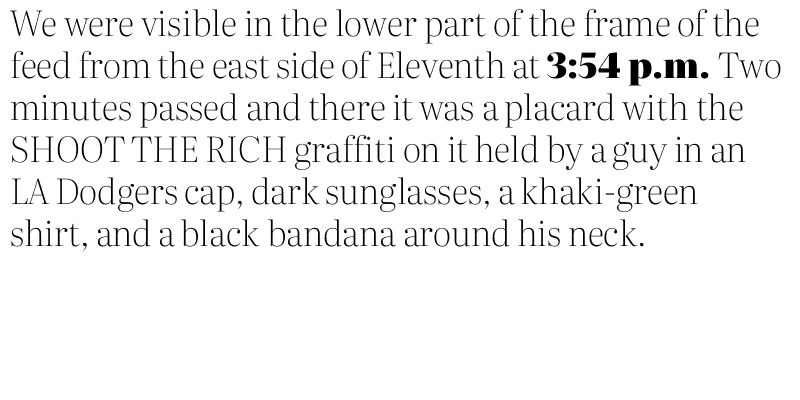 We were visible in the lower part of the frame of the
feed from the east side of Eleventh at 3:54 p.m. Two
minutes passed and there it was a placard with the
SHOOT THE RICH graffiti on it held by a guy in an
LA Dodgers cap, dark sunglasses, a khaki-green
shirt, and a black bandana around his neck.